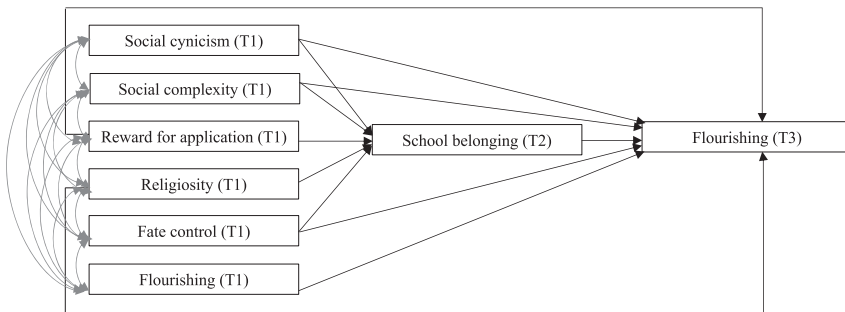 Social cynicism (T1)
Social complexity (T1)
Reward for application (T1)
School belonging (T2)
Flourishing (T3)
Religiosity (T1)
Fate control (T1)
Flourishing (T1)